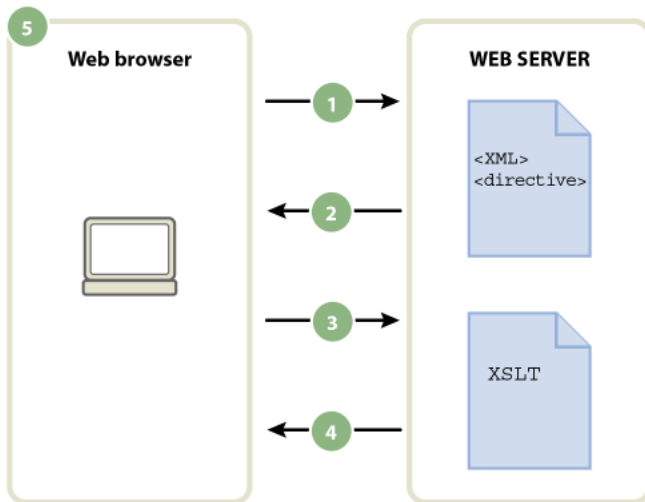 5
Web browser
WEB SERVER
1
<XML>
<directive>
2
3
XSLT
4